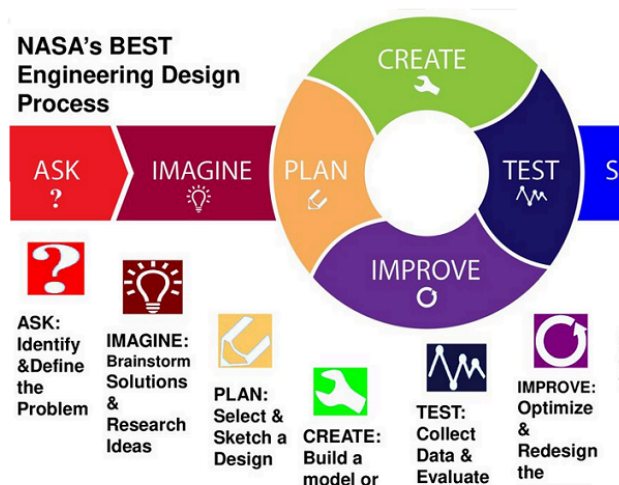 NASA's BEST
Engineering Design
Process
ASK
?
IMAGINE
PLAN
CREATE
TEST
IMPROVE
S
?
ASK:
Identify
&Define
the
Problem
IMAGINE:
Brainstorm
Solutions
&
Research
Ideas
PLAN:
Select &
Sketch a
Design
CREATE:
Build a
model or
TEST:
Collect
Data &
Evaluate
IMPROVE:
Optimize
&
Redesign
the